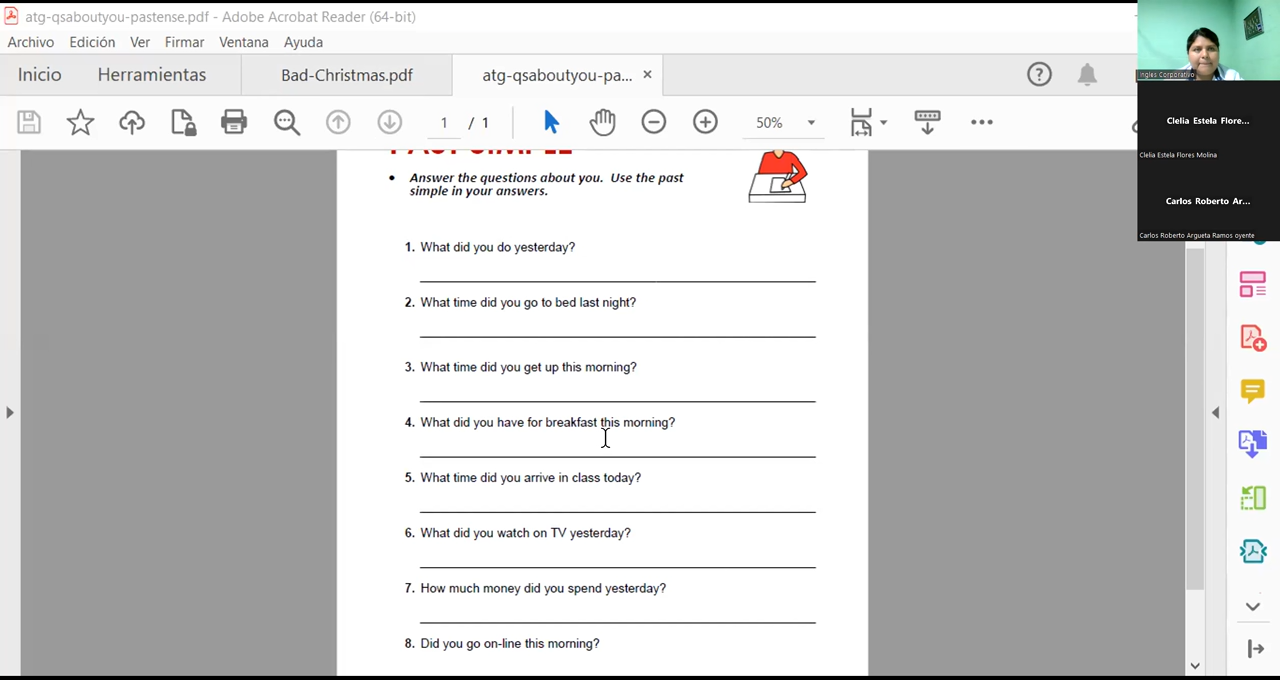 atg-qsaboutyou-pastense.pdf - Adobe Acrobat Reader (64-bit)
Archivo Edición Ver Firmar Ventana Ayuda
Inicio Herramientas Bad-Christmas.pdf atg-qsaboutyou-pa... ×
1 / 1 50%
PAST SIMPLE
• Answer the questions about you. Use the past
simple in your answers.
1. What did you do yesterday?
2. What time did you go to bed last night?
3. What time did you get up this morning?
4. What did you have for breakfast this morning?
5. What time did you arrive in class today?
6. What did you watch on TV yesterday?
7. How much money did you spend yesterday?
8. Did you go on-line this morning?
Ingles Corporativo
Clelia Estela Flore...
Clelia Estela Flores Molina
Carlos Roberto Ar...
Carlos Roberto Argueta Ramos oyente